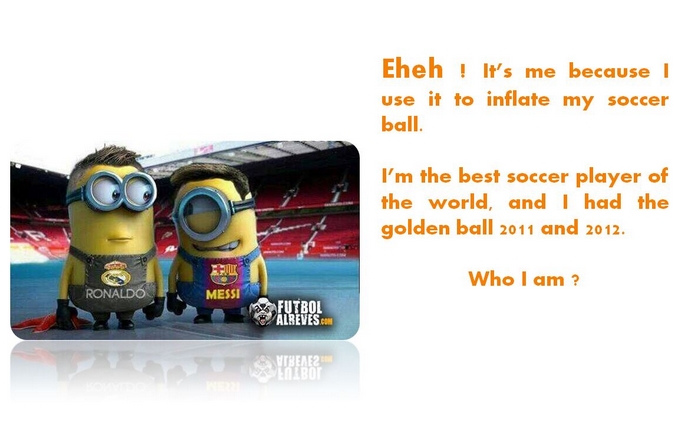 Eheh ! It's me because I
use it to inflate my soccer
ball.
I'm the best soccer player of
the world, and I had the
golden ball 2011 and 2012.
Who I am ?
RONALDO
MESSI
FUTBOL
ALREVES.COM